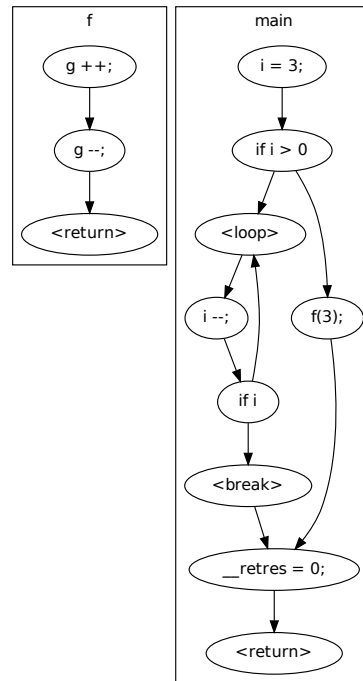 f
g ++;
g --;
<return>
main
i = 3;
if i > 0
<loop>
i --;
f(3);
if i
<break>
__retres = 0;
<return>